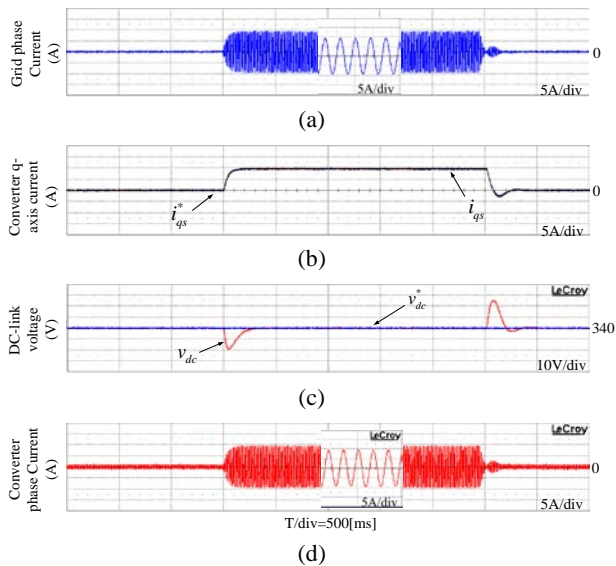 Grid phase
Current
(A)
0
5A/div
5A/div
(a)
Converter q-
axis current
(A)
i*qs
iqs
0
5A/div
(b)
DC-link
voltage
(V)
LeCroy
v*dc
vdc
340
10V/div
(c)
Converter
phase Current
(A)
LeCroy
LeCroy
0
5A/div
5A/div
T/div=500[ms]
(d)